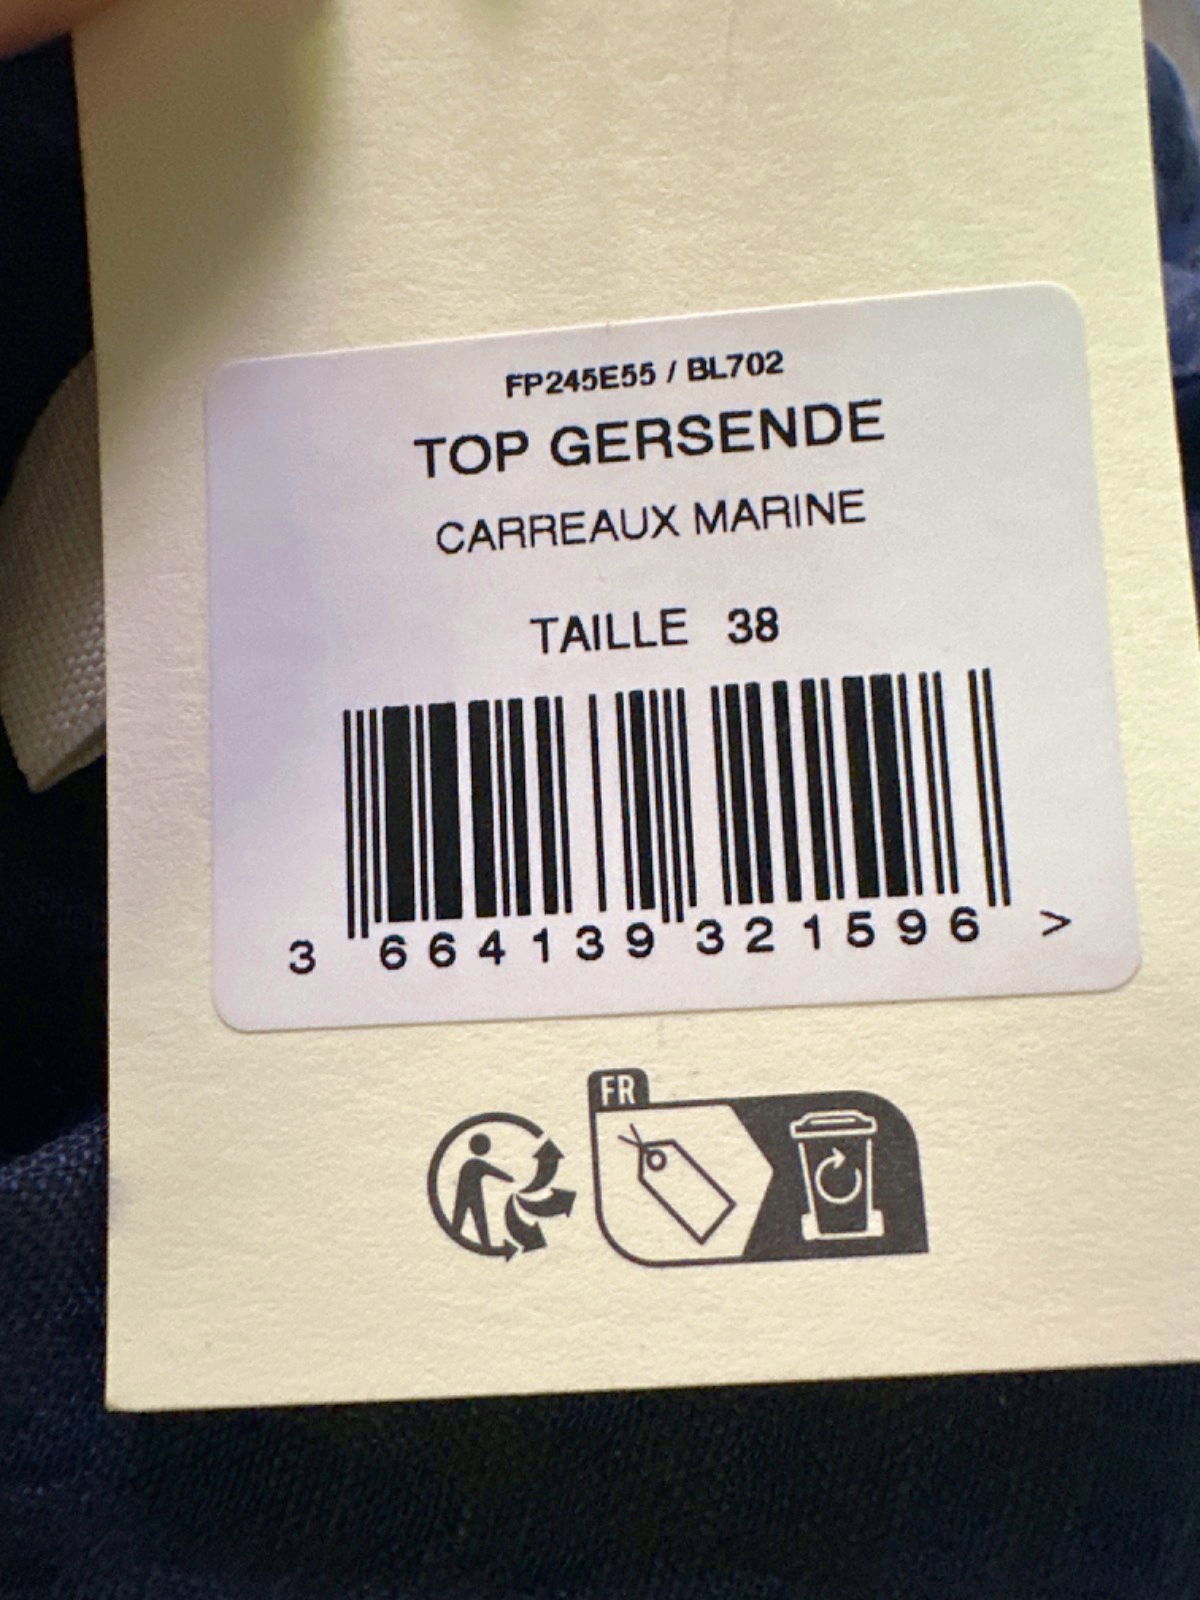 FP245E55 / BL702
TOP GERSENDE
CARREAUX MARINE
TAILLE 38
3 664139 321596 >
FR